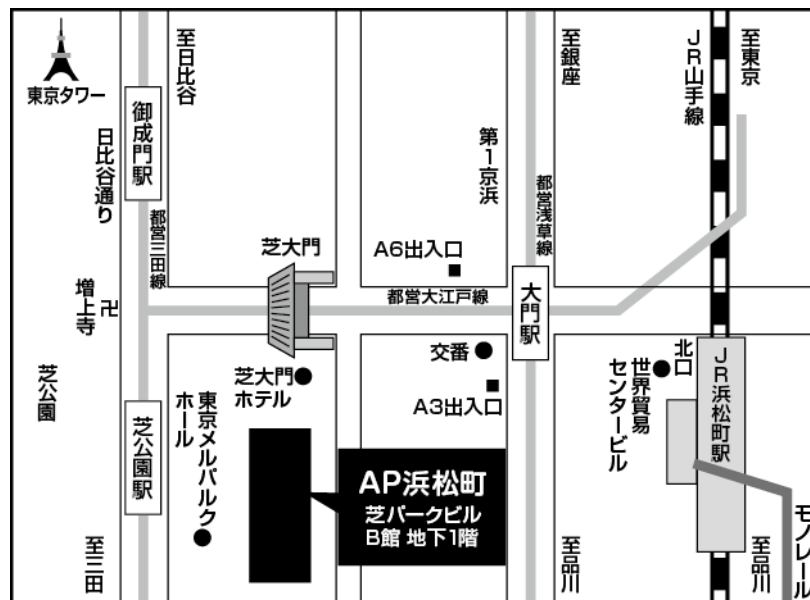 東京タワー
至日比谷
御成門駅
日比谷通り
都営三田線
増上寺
卍
芝公園
芝公園駅
至三田
芝大門
A6出入口
都営大江戸線
第1京浜
至銀座
都営浅草線
大門駅
JR山手線
至東京
交番
A3出入口
芝大門
ホテル
東京メルパルク
ホール
AP浜松町
芝パークビル
B館 地下1階
北口
世界貿易
センタービル
JR浜松町駅
至品川
至品川
モノレール